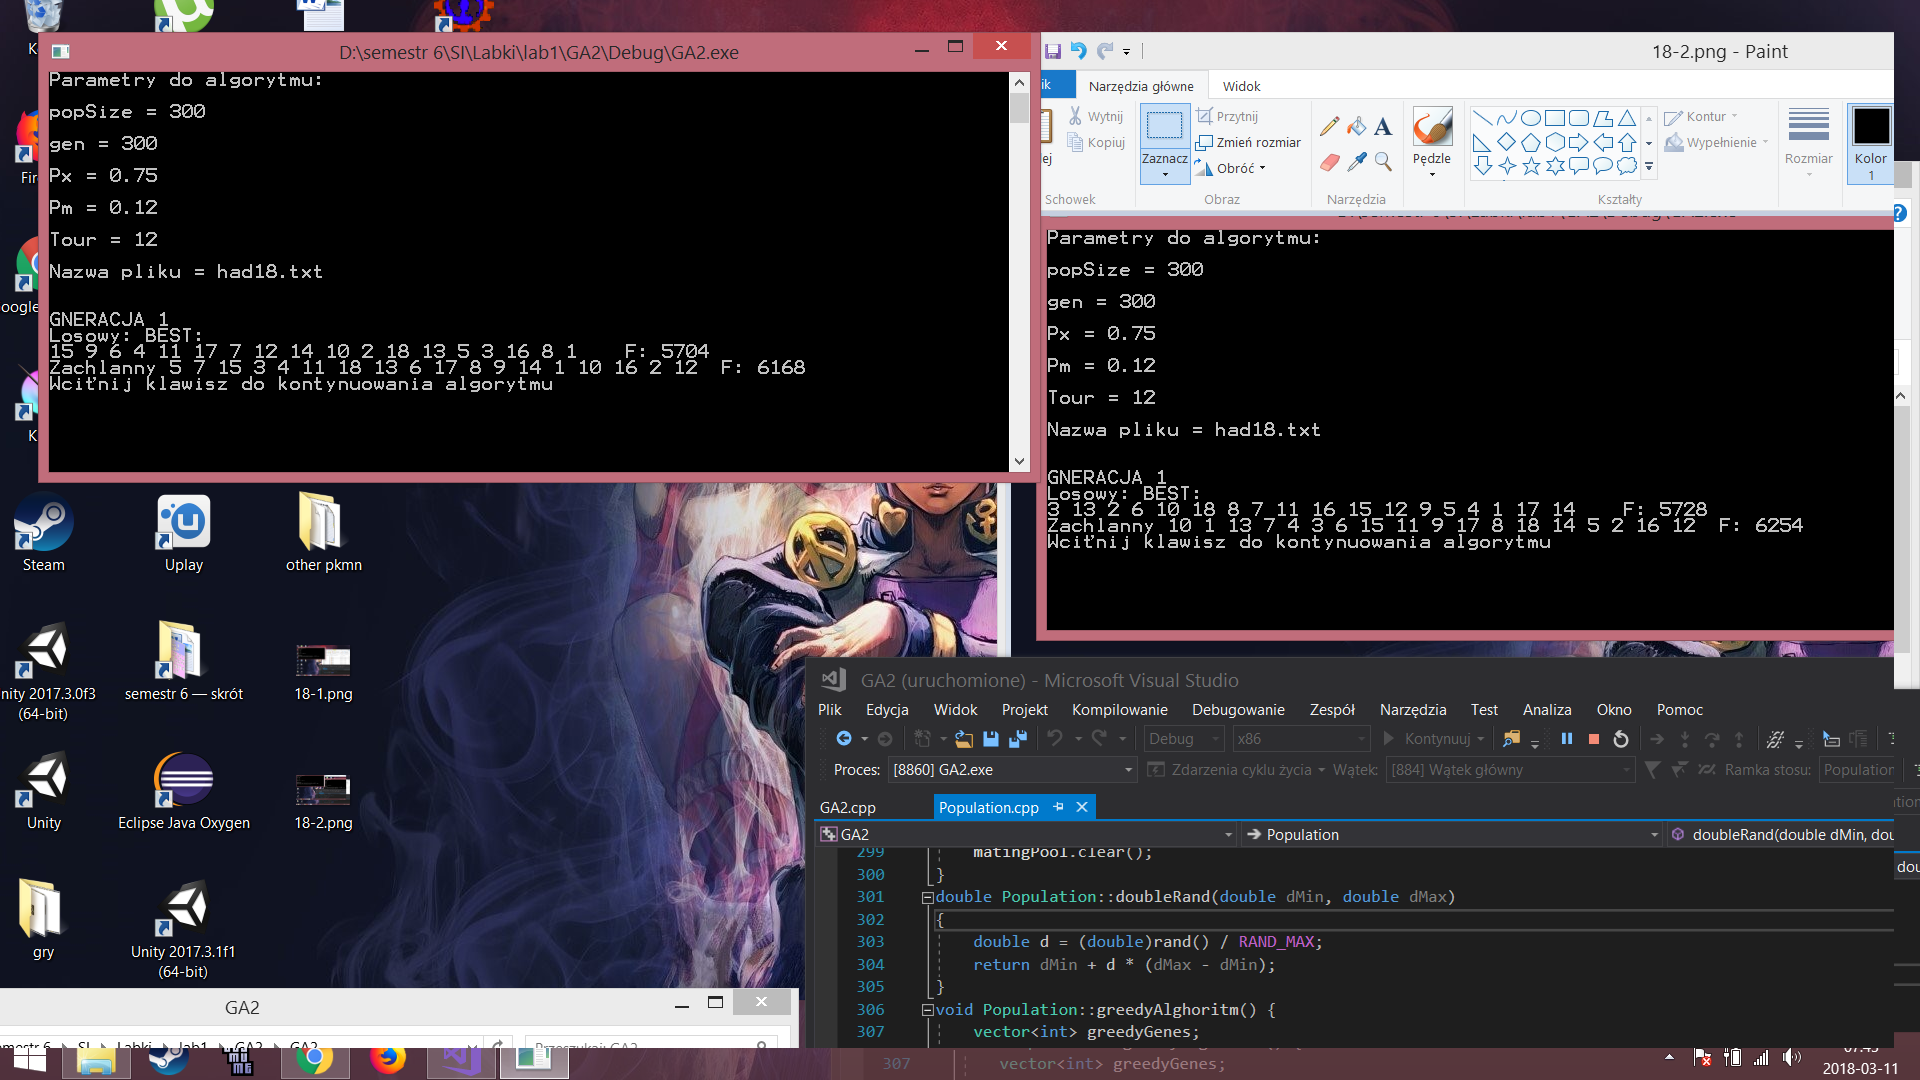 D:\semestr 6\SI\Labki\lab1\GA2\Debug\GA2.exe
Parametry do algorytmu:
popSize = 300
gen = 300
Px = 0.75
Pm = 0.12
Tour = 12
Nazwa pliku = had18.txt
GNERACJA 1
Losowy: BEST:
15 9 6 4 11 17 7 12 14 10 2 18 13 5 3 16 8 1 F: 5704
Zachlanny 5 7 15 3 4 11 18 13 6 17 8 9 14 1 10 16 2 12 F: 6168
Wciťnij klawisz do kontynuowania algorytmu
18-2.png - Paint
Narzędzia główne
Widok
Wytnij
Kopiuj
Schowek
Zaznacz
Przytnij
Zmień rozmiar
Obróć
Obraz
Narzędzia
Pędzle
Kontur
Wypełnienie
Kształty
Rozmiar
Kolor
1
Parametry do algorytmu:
popSize = 300
gen = 300
Px = 0.75
Pm = 0.12
Tour = 12
Nazwa pliku = had18.txt
GNERACJA 1
Losowy: BEST:
3 13 2 6 10 18 8 7 11 16 15 12 9 5 4 1 17 14 F: 5728
Zachlanny 10 1 13 7 4 3 6 15 11 9 17 8 18 14 5 2 16 12 F: 6254
Wciťnij klawisz do kontynuowania algorytmu
Steam
Uplay
other pkmn
nity 2017.3.0f3
(64-bit)
semestr 6 — skrót
18-1.png
Unity
Eclipse Java Oxygen
18-2.png
gry
Unity 2017.3.1f1
(64-bit)
GA2 (uruchomione) - Microsoft Visual Studio
Plik Edycja Widok Projekt Kompilowanie Debugowanie Zespół Narzędzia Test Analiza Okno Pomoc
Debug x86 Kontynuuj
Proces: [8860] GA2.exe Zdarzenia cyklu życia Wątek: [884] Wątek główny Ramka stosu: Population
GA2.cpp Population.cpp
GA2 Population doubleRand(double dMin, dou
299 matingPool.clear();
300 }
301 double Population::doubleRand(double dMin, double dMax)
302 {
303 double d = (double)rand() / RAND_MAX;
304 return dMin + d * (dMax - dMin);
305 }
306 void Population::greedyAlghoritm() {
307 vector<int> greedyGenes;
307 vector<int> greedyGenes;
GA2
2018-03-11